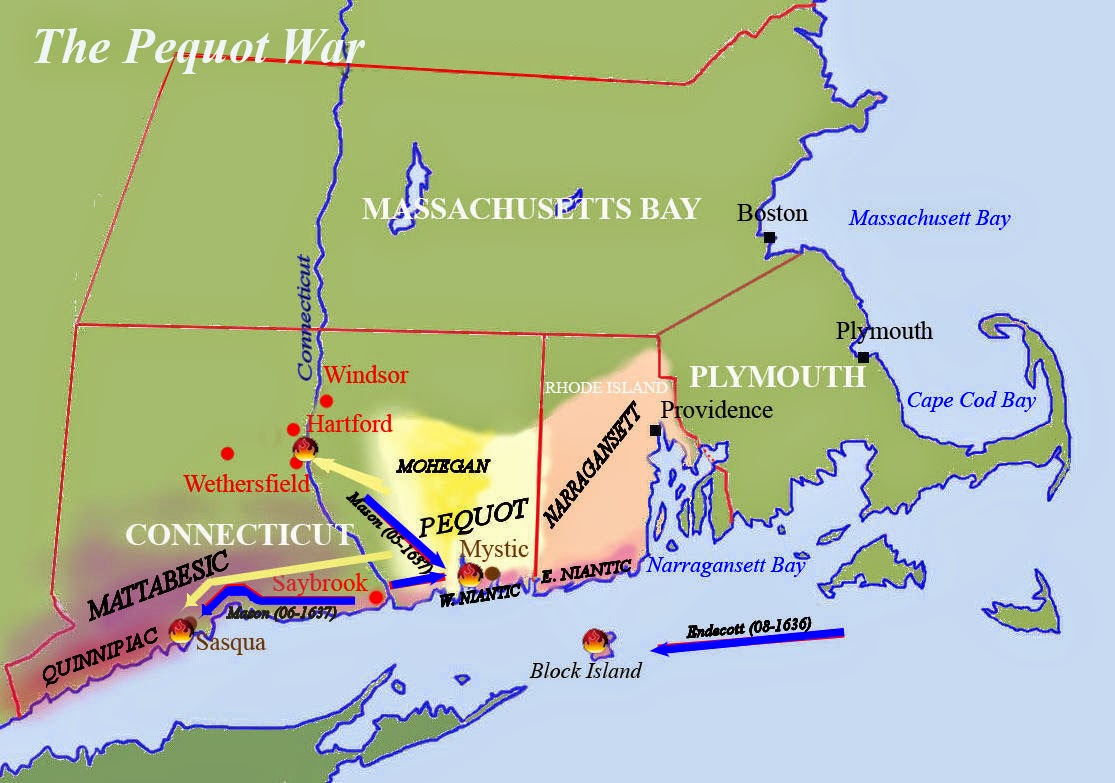 The Pequot War
MASSACHUSETTS BAY
Boston
Massachusett Bay
Connecticut
Plymouth
Windsor
RHODE ISLAND
PLYMOUTH
Cape Cod Bay
Hartford
Providence
MOHEGAN
NARRAGANSETT
Wethersfield
Mason (05-1637)
PEQUOT
CONNECTICUT
Mystic
MATTABESIC
Saybrook
E. NIANTIC
Narragansett Bay
W. NIANTIC
Mason (06-1637)
QUINNIPIAC
Sasqua
Endecott (08-1636)
Block Island